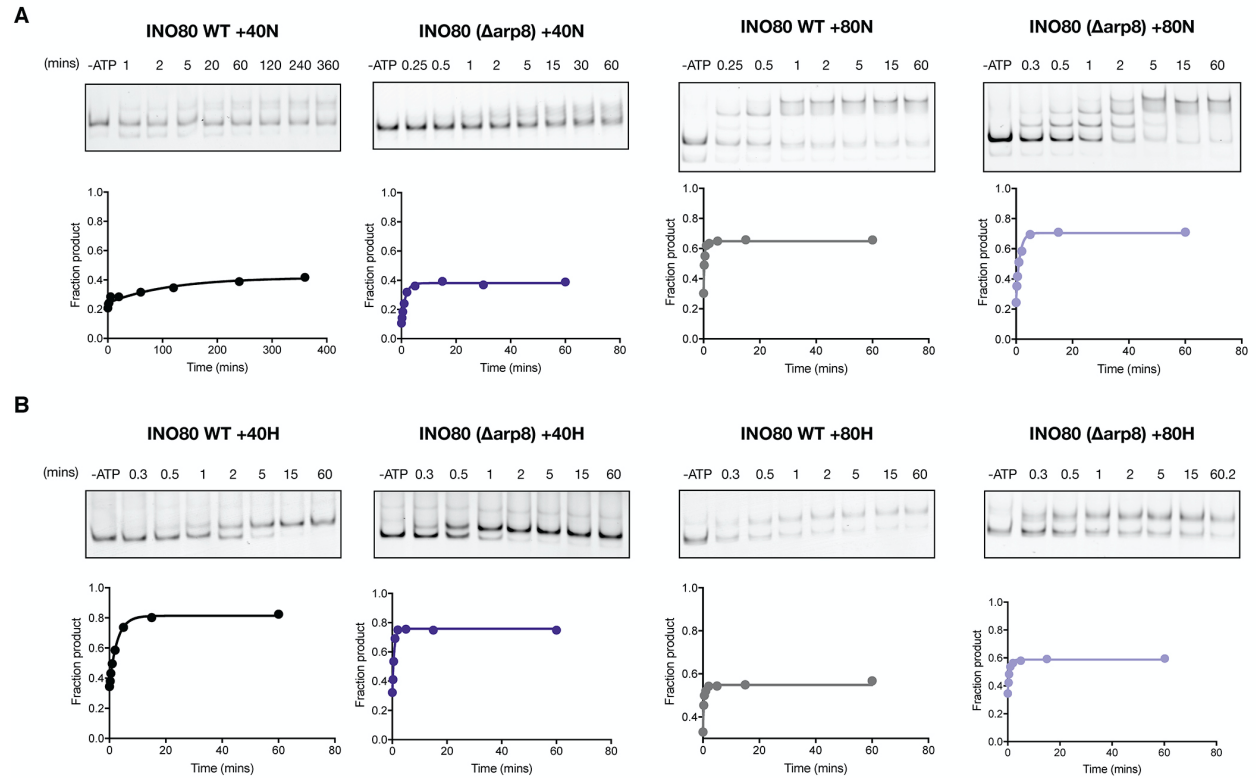 A
INO80 WT +40N
(mins) -ATP 1 2 5 20 60 120 240 360
Fraction product
1.0
0.8
0.6
0.4
0.2
0.0
0 100 200 300 400
Time (mins)
INO80 (Δarp8) +40N
-ATP 0.25 0.5 1 2 5 15 30 60
Fraction product
1.0
0.8
0.6
0.4
0.2
0.0
0 20 40 60 80
Time (mins)
INO80 WT +80N
-ATP 0.25 0.5 1 2 5 15 60
Fraction product
1.0
0.8
0.6
0.4
0.2
0.0
0 20 40 60 80
Time (mins)
INO80 (Δarp8) +80N
-ATP 0.3 0.5 1 2 5 15 60
Fraction product
1.0
0.8
0.6
0.4
0.2
0.0
0 20 40 60 80
Time (mins)
B
INO80 WT +40H
(mins) -ATP 0.3 0.5 1 2 5 15 60
Fraction product
1.0
0.8
0.6
0.4
0.2
0.0
0 20 40 60 80
Time (mins)
INO80 (Δarp8) +40H
-ATP 0.3 0.5 1 2 5 15 60
Fraction product
1.0
0.8
0.6
0.4
0.2
0.0
0 20 40 60 80
Time (mins)
INO80 WT +80H
-ATP 0.3 0.5 1 2 5 15 60
Fraction product
1.0
0.8
0.6
0.4
0 20 40 60 80
Time (mins)
INO80 (Δarp8) +80H
-ATP 0.3 0.5 1 2 5 15 60.2
Fraction product
1.0
0.8
0.6
0.4
0.2
0.0
0 20 40 60 80
Time (mins)